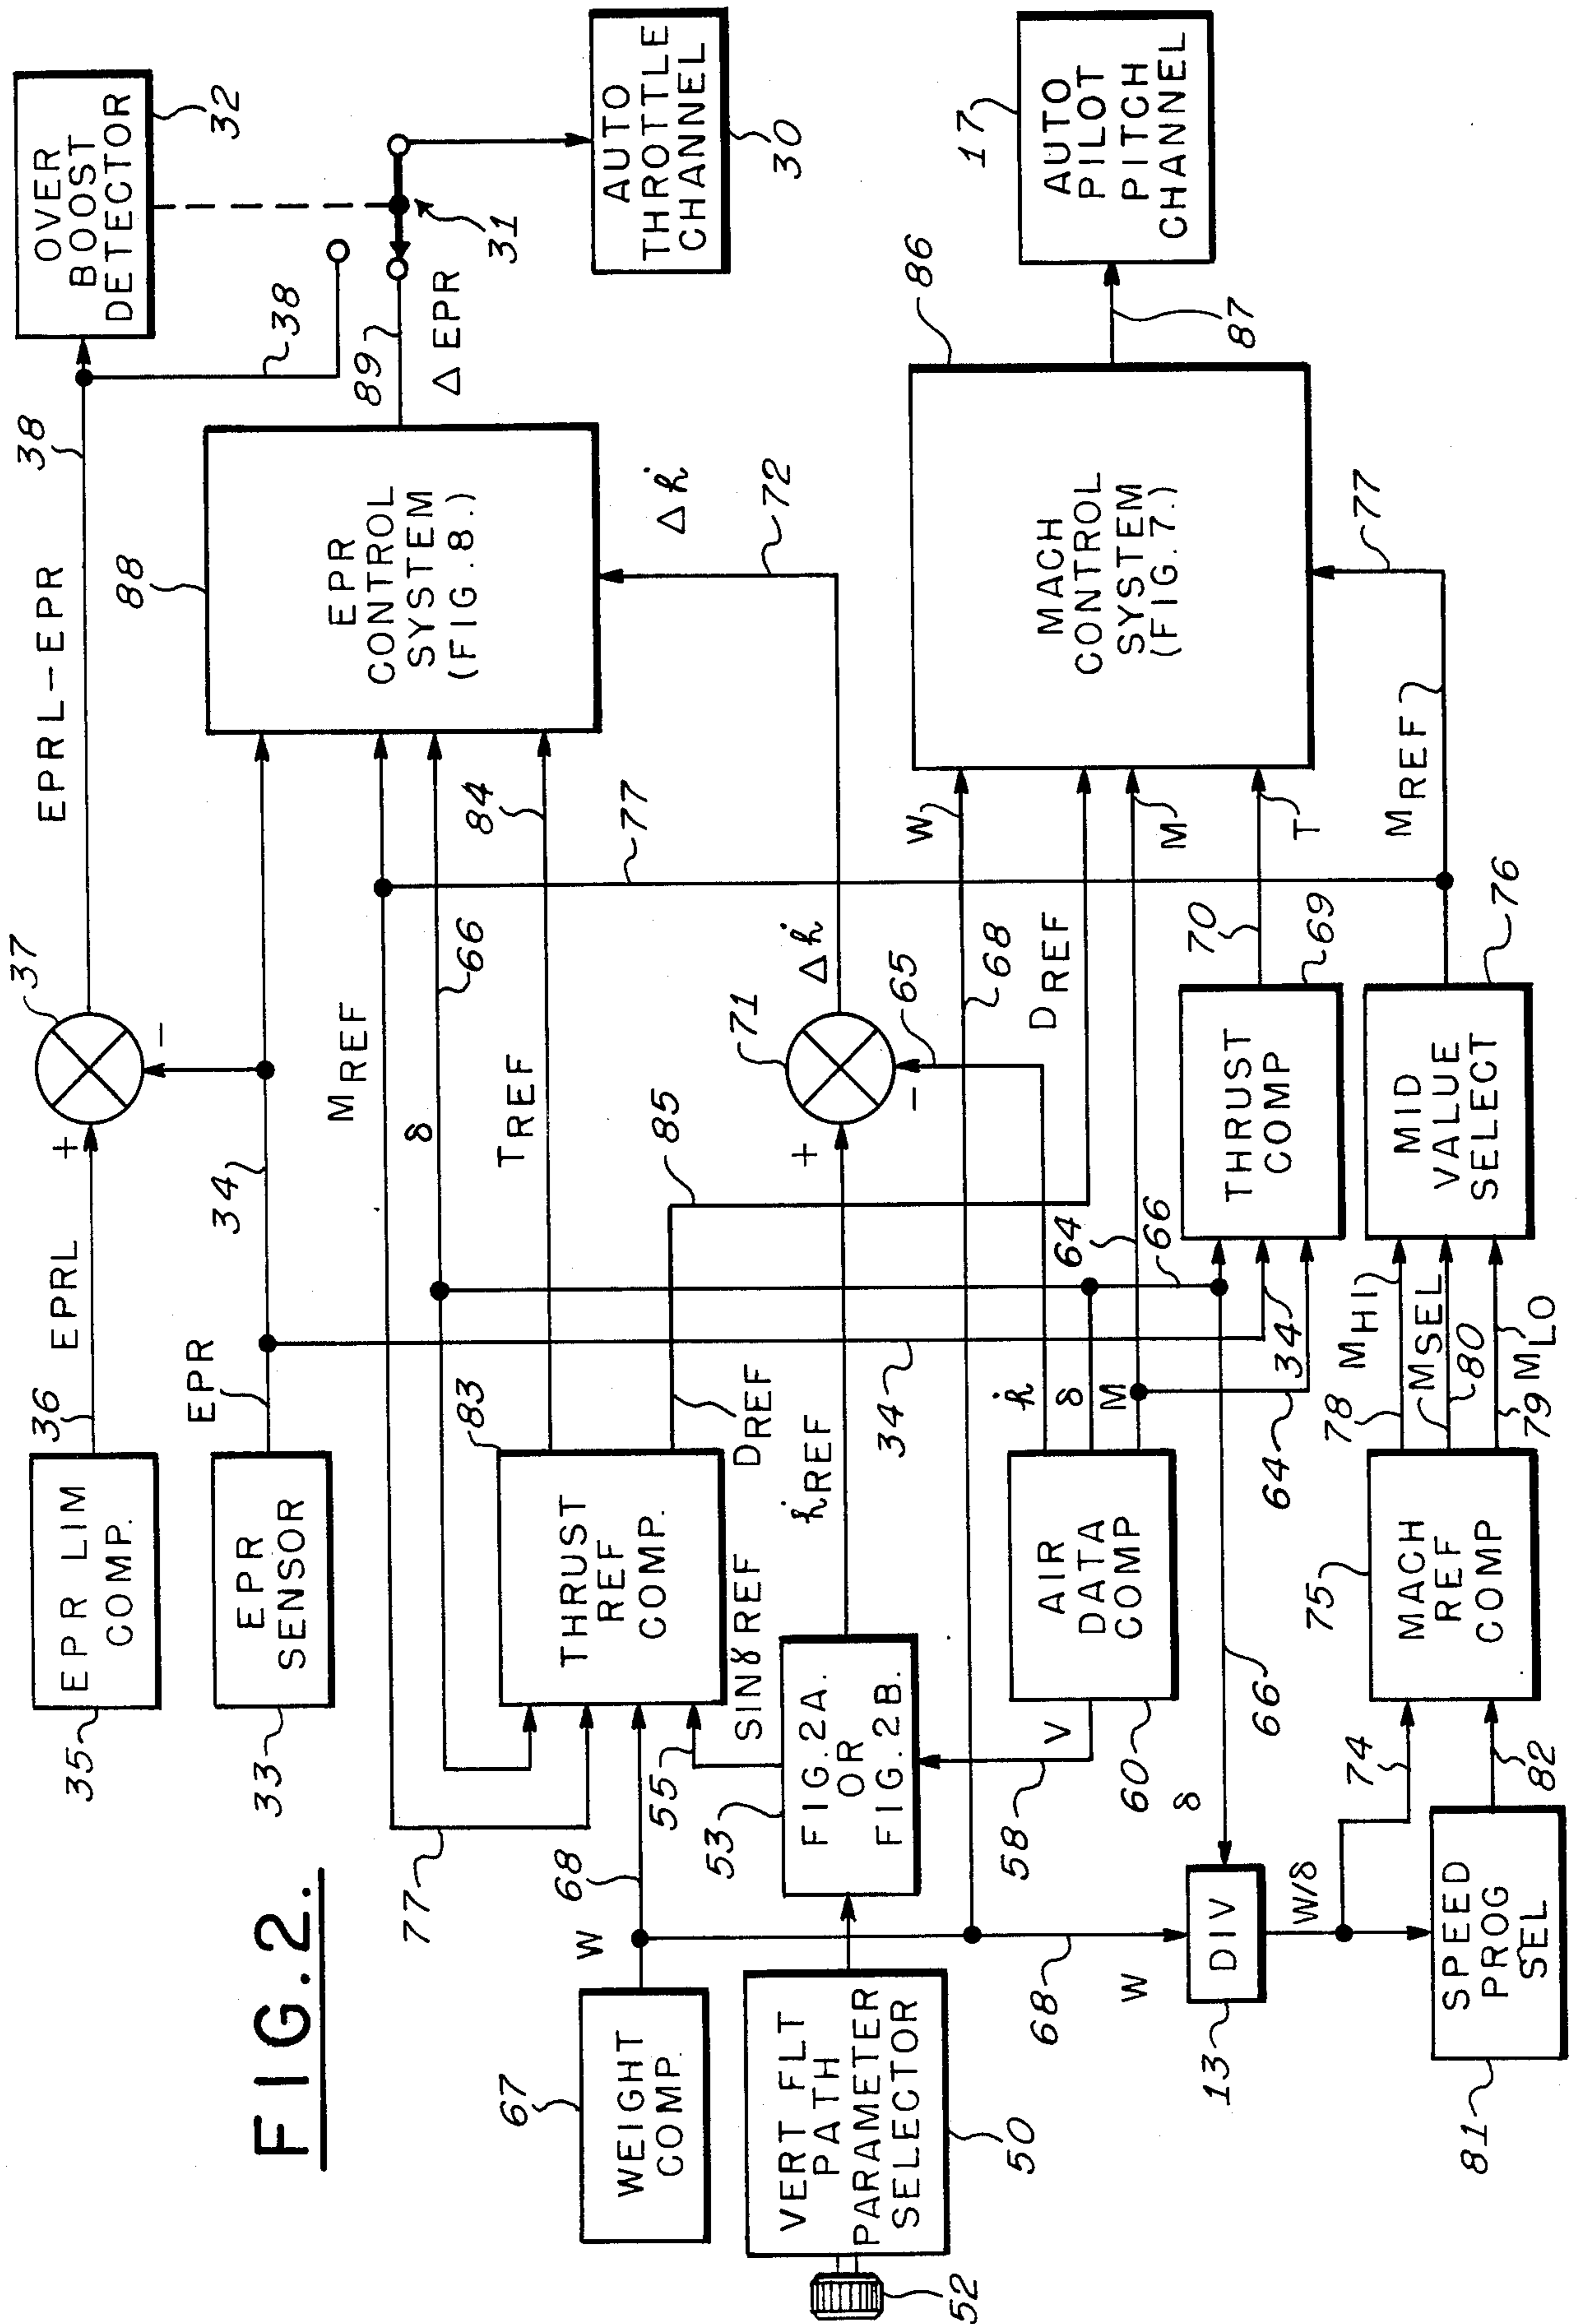 FIG.2.
35
EPR LIM
COMP.
36
EPRL
+
37
-
EPRL-EPR
38
38
OVER
BOOST
DETECTOR
32
33
EPR
SENSOR
EPR
34
88
EPR
CONTROL
SYSTEM
(FIG.8.)
89
Δ EPR
31
AUTO
THROTTLE
CHANNEL
30
77
MREF
δ
66
84
TREF
77
68
55
83
THRUST
REF
COMP.
DREF
85
SINγREF
67
WEIGHT
COMP.
W
52
VERT FLT
PATH
PARAMETER
SELECTOR
50
53
FIG.2A.
OR
FIG.2B.
ḣREF
34
+
71
-
65
Δḣ
Δḣ
72
58
V
60
AIR
DATA
COMP
ḣ
δ
M
64
66
68
DREF
W
M
T
86
MACH
CONTROL
SYSTEM
(FIG.7.)
87
17
AUTO
PILOT
PITCH
CHANNEL
68
W
13
DIV
δ
66
W/δ
74
64
34
THRUST
COMP
69
70
81
SPEED
PROG
SEL
82
75
MACH
REF
COMP
78
MHI
MSEL
80
79
MLO
MID
VALUE
SELECT
76
MREF
77